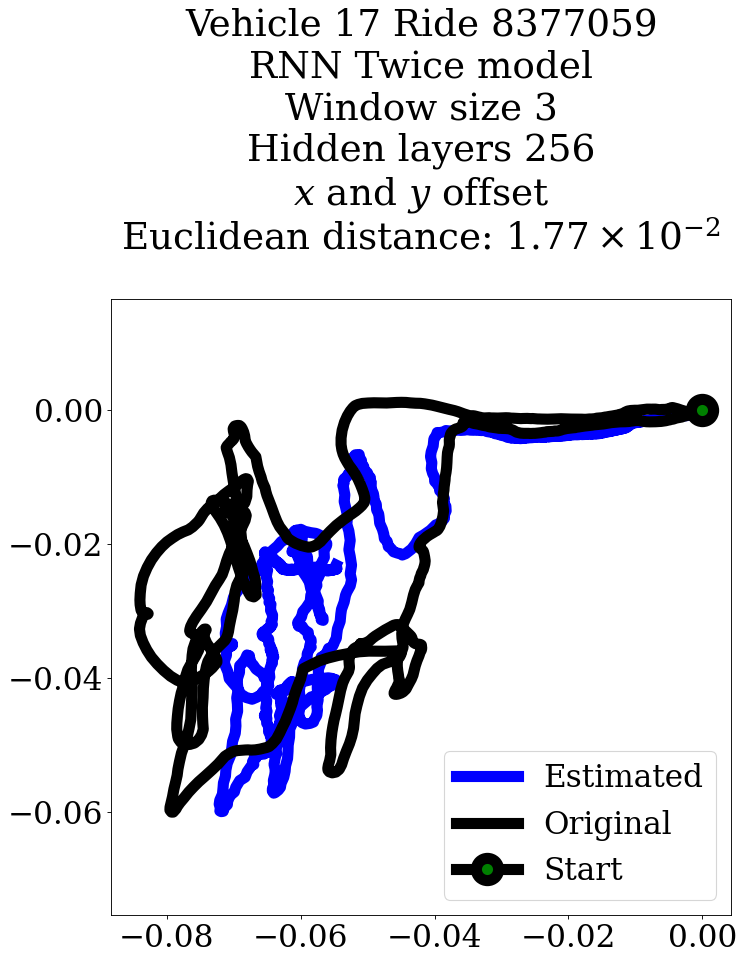 Vehicle 17 Ride 8377059
RNN Twice model
Window size 3
Hidden layers 256
x and y offset
Euclidean distance: 1.77 × 10⁻²
0.00
−0.02
−0.04
−0.06
Estimated
Original
Start
−0.08 −0.06 −0.04 −0.02 0.00